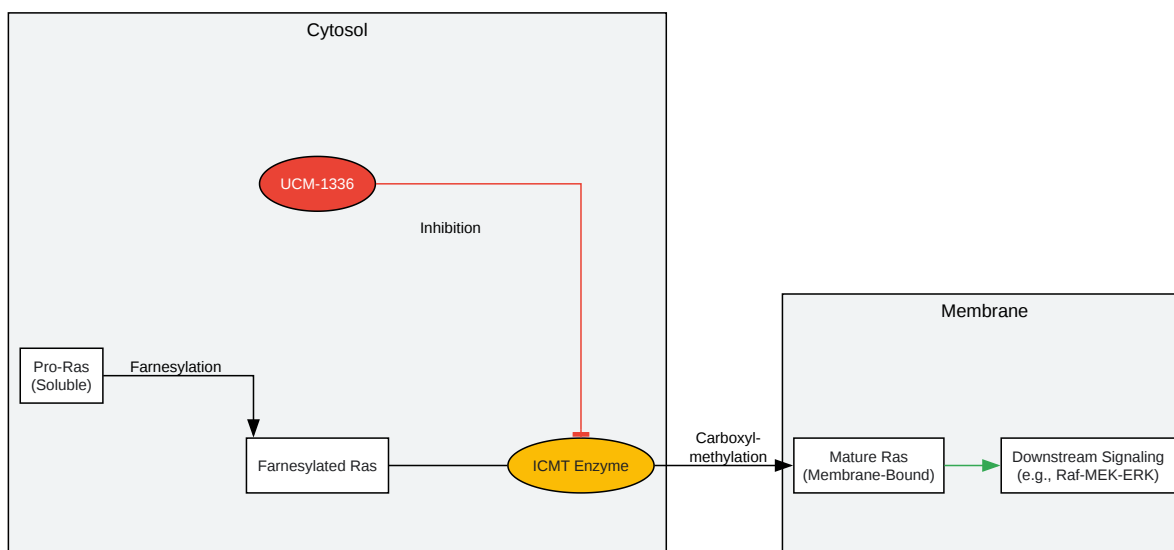 Cytosol
UCM-1336
Inhibition
Membrane
Pro-Ras
(Soluble)
Farnesylation
Farnesylated Ras
ICMT Enzyme
Carboxyl-
methylation
Mature Ras
(Membrane-Bound)
Downstream Signaling
(e.g., Raf-MEK-ERK)